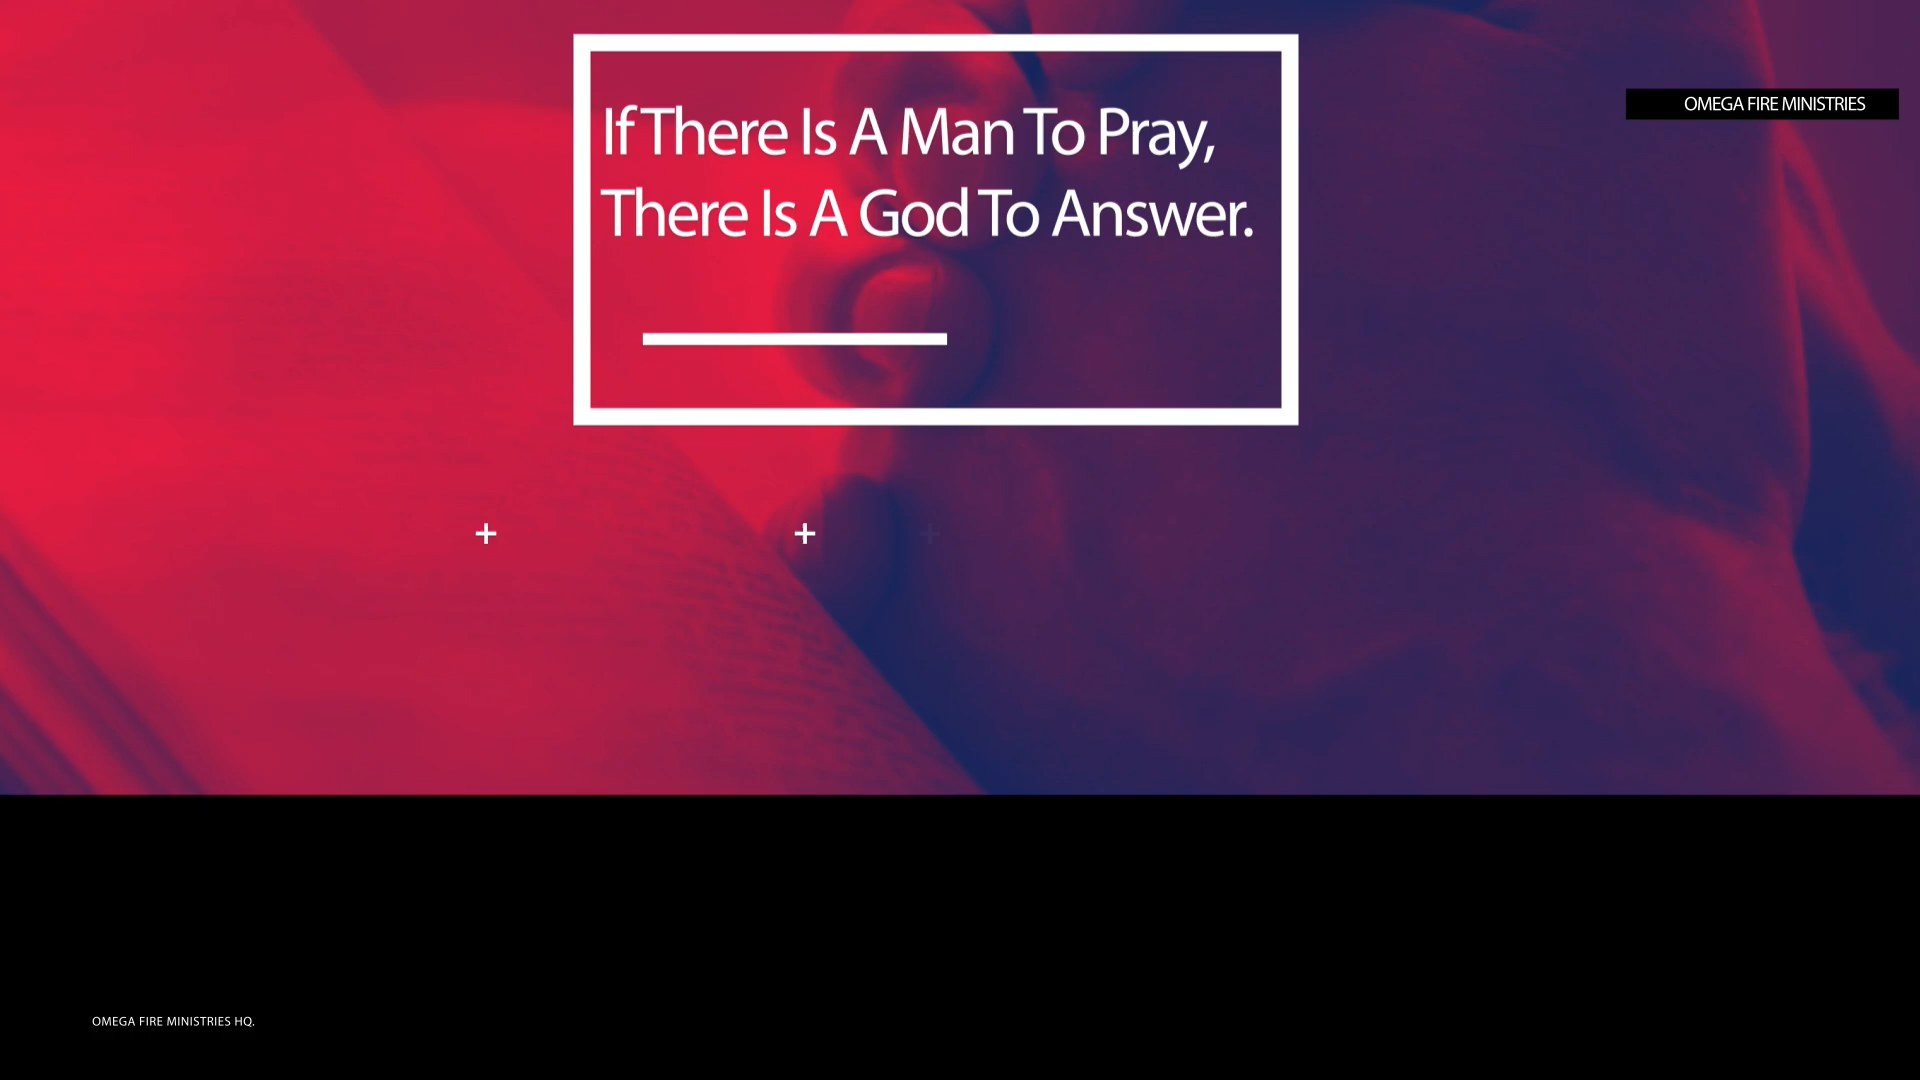 If There Is A Man To Pray,
There Is A God To Answer.
OMEGA FIRE MINISTRIES
OMEGA FIRE MINISTRIES HQ.